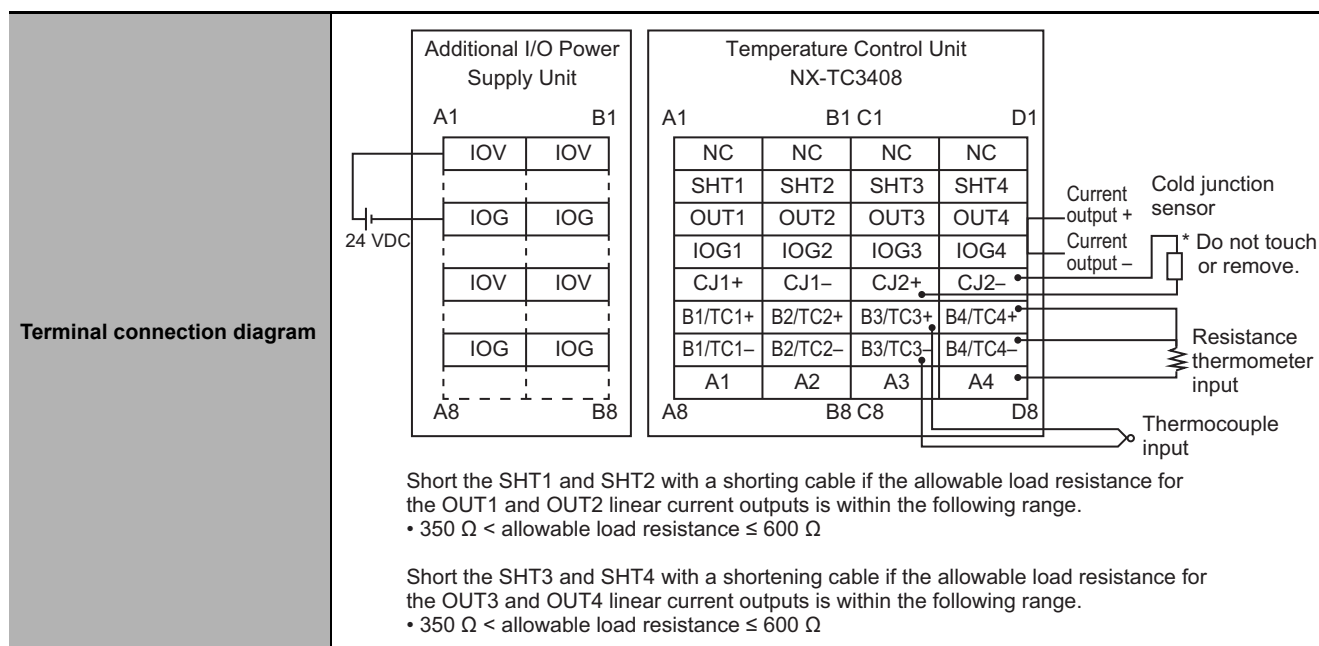 Terminal connection diagram
Additional I/O Power
Supply Unit
A1 B1
IOV IOV
IOG IOG
24 VDC
IOV IOV
IOG IOG
A8 B8
Temperature Control Unit
NX-TC3408
A1 B1 C1 D1
NC NC NC NC
SHT1 SHT2 SHT3 SHT4
OUT1 OUT2 OUT3 OUT4
IOG1 IOG2 IOG3 IOG4
CJ1+ CJ1– CJ2+ CJ2–
B1/TC1+ B2/TC2+ B3/TC3+ B4/TC4+
B1/TC1– B2/TC2– B3/TC3– B4/TC4–
A1 A2 A3 A4
A8 B8 C8 D8
Current
output +
Current
output –
Cold junction
sensor
* Do not touch
or remove.
Resistance
thermometer
input
Thermocouple
input
Short the SHT1 and SHT2 with a shorting cable if the allowable load resistance for
the OUT1 and OUT2 linear current outputs is within the following range.
• 350 Ω < allowable load resistance ≤ 600 Ω
Short the SHT3 and SHT4 with a shortening cable if the allowable load resistance for
the OUT3 and OUT4 linear current outputs is within the following range.
• 350 Ω < allowable load resistance ≤ 600 Ω